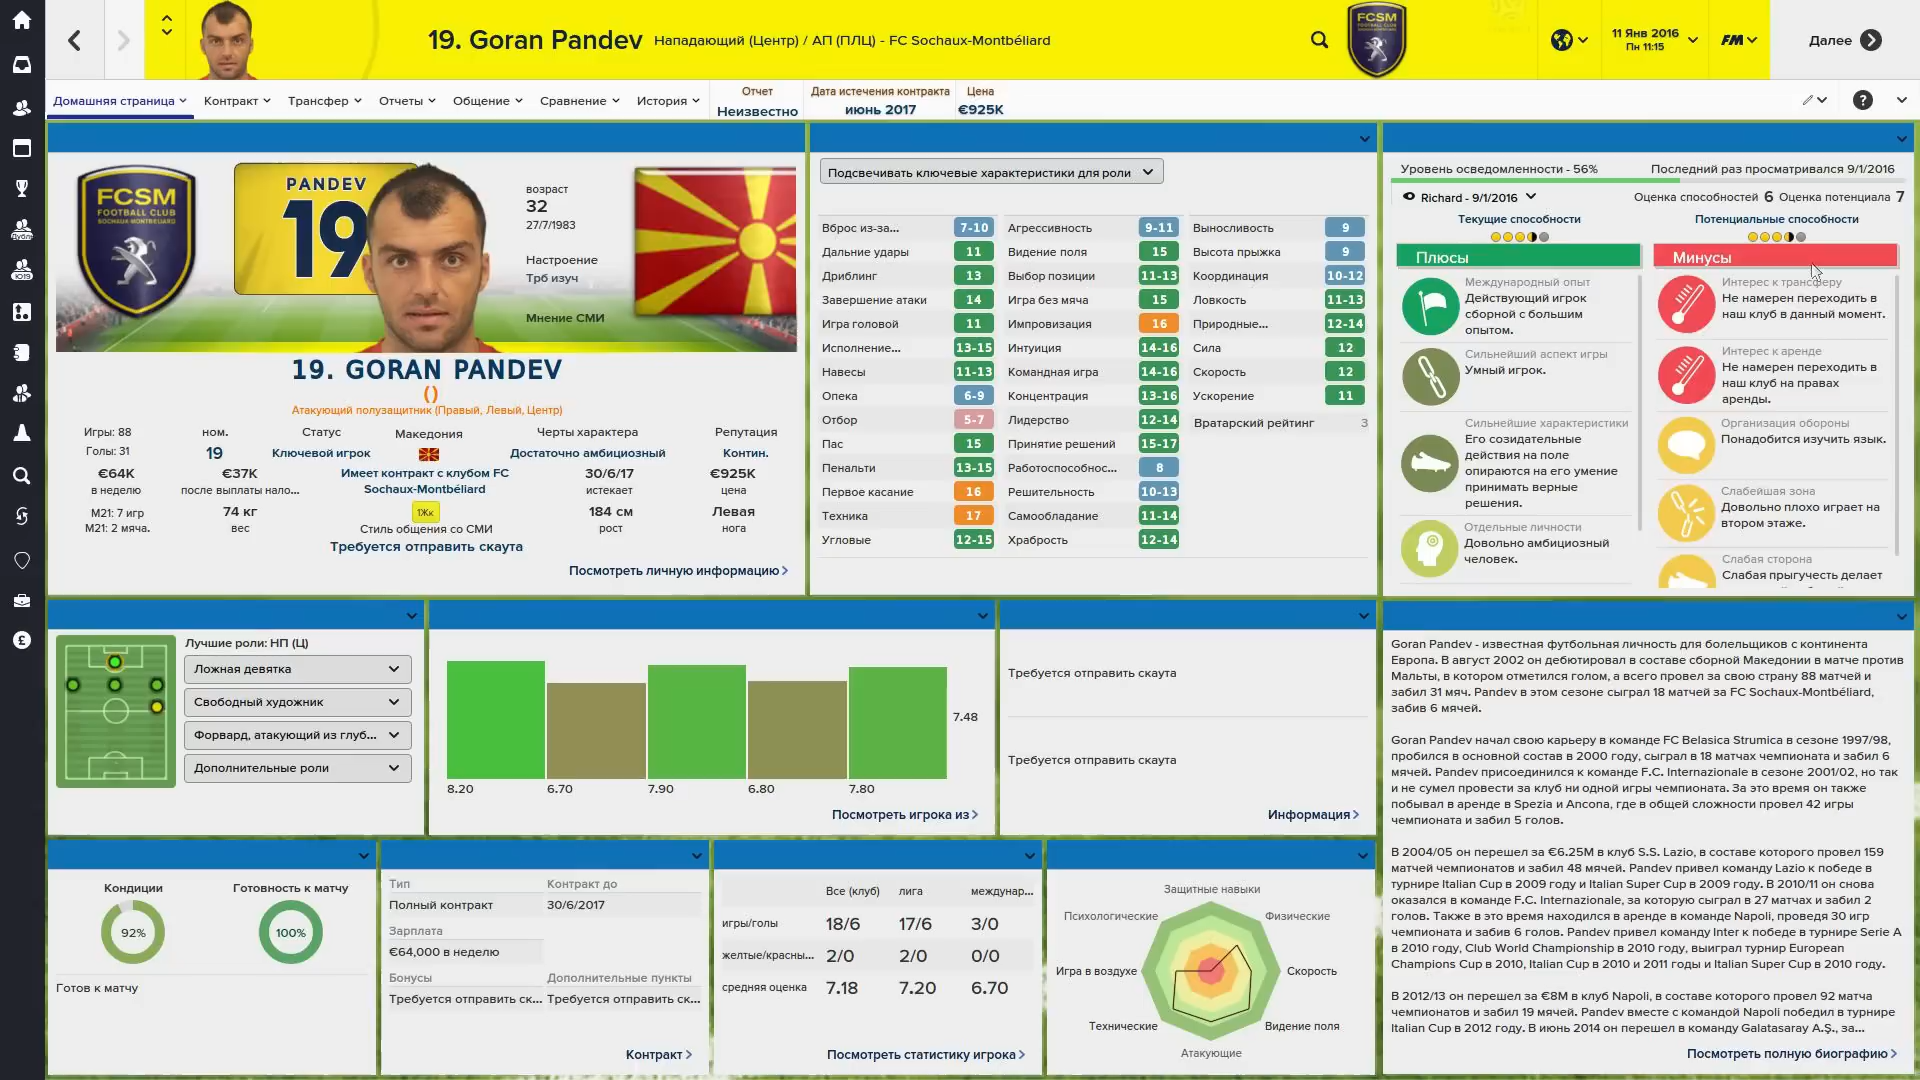 19. Goran Pandev Нападающий (Центр) / АП (ПЛЦ) - FC Sochaux-Montbéliard
FCSM
11 Янв 2016
Пн 11:15
FM
Далее
Домашняя страница
Контракт
Трансфер
Отчеты
Общение
Сравнение
История
Отчет
Неизвестно
Дата истечения контракта
июнь 2017
Цена
€925K
FCSM
FOOTBALL CLUB
SOCHAUX-MONTBÉLIARD
PANDEV
19
возраст
32
27/7/1983
Настроение
Трб изуч
Мнение СМИ
19. GORAN PANDEV
()
Атакующий полузащитник (Правый, Левый, Центр)
Игры: 88
Голы: 31
ном.
19
Статус
Ключевой игрок
Македония
Черты характера
Достаточно амбициозный
Репутация
Контин.
€64K
в неделю
€37K
после выплаты нало...
Имеет контракт с клубом FC
Sochaux-Montbéliard
30/6/17
истекает
€925K
цена
М21: 7 игр
М21: 2 мяча.
74 кг
вес
1Жк
Стиль общения со СМИ
Требуется отправить скаута
184 см
рост
Левая
нога
Посмотреть личную информацию
Подсвечивать ключевые характеристики для роли
Вброс из-за... 7-10
Дальние удары 11
Дриблинг 13
Завершение атаки 14
Игра головой 11
Исполнение... 13-15
Навесы 11-13
Опека 6-9
Отбор 5-7
Пас 15
Пенальти 13-15
Первое касание 16
Техника 17
Угловые 12-15
Агрессивность 9-11
Видение поля 15
Выбор позиции 11-13
Игра без мяча 15
Импровизация 16
Интуиция 14-16
Командная игра 14-16
Концентрация 13-16
Лидерство 12-14
Принятие решений 15-17
Работоспособнос... 8
Решительность 10-13
Самообладание 11-14
Храбрость 12-14
Выносливость 9
Высота прыжка 9
Координация 10-12
Ловкость 11-13
Природные... 12-14
Сила 12
Скорость 12
Ускорение 11
Вратарский рейтинг 3
Уровень осведомленности - 56%
Последний раз просматривался 9/1/2016
Richard - 9/1/2016
Оценка способностей 6 Оценка потенциала 7
Текущие способности
Потенциальные способности
Плюсы
Международный опыт
Действующий игрок
сборной с большим
опытом.
Сильнейший аспект игры
Умный игрок.
Сильнейшие характеристики
Его созидательные
действия на поле
опираются на его умение
принимать верные
решения.
Отдельные личности
Довольно амбициозный
человек.
Минусы
Интерес к трансферу
Не намерен переходить в
наш клуб в данный момент.
Интерес к аренде
Не намерен переходить в
наш клуб на правах
аренды.
Организация обороны
Понадобится изучить язык.
Слабейшая зона
Довольно плохо играет на
втором этаже.
Слабая сторона
Слабая прыгучесть делает
Лучшие роли: НП (Ц)
Ложная девятка
Свободный художник
Форвард, атакующий из глуб...
Дополнительные роли
7.48
8.20 6.70 7.90 6.80 7.80
Посмотреть игрока из
Требуется отправить скаута
Требуется отправить скаута
Информация
Goran Pandev - известная футбольная личность для болельщиков с континента
Европа. В август 2002 он дебютировал в составе сборной Македонии в матче против
Мальты, в котором отметился голом, а всего провел за свою страну 88 матчей и
забил 31 мяч. Pandev в этом сезоне сыграл 18 матчей за FC Sochaux-Montbéliard,
забив 6 мячей.
Goran Pandev начал свою карьеру в команде FC Belasica Strumica в сезоне 1997/98,
пробился в основной состав в 2000 году, сыграл в 18 матчах чемпионата и забил 6
мячей. Pandev присоединился к команде F.C. Internazionale в сезоне 2001/02, но так
и не сумел провести за клуб ни одной игры чемпионата. За это время он также
побывал в аренде в Spezia и Ancona, где в общей сложности провел 42 игры
чемпионата и забил 5 голов.
В 2004/05 он перешел за €6.25M в клуб S.S. Lazio, в составе которого провел 159
матчей чемпионатов и забил 48 мячей. Pandev привел команду Lazio к победе в
турнире Italian Cup в 2009 году и Italian Super Cup в 2009 году. В 2010/11 он снова
оказался в команде F.C. Internazionale, за которую сыграл в 27 матчах и забил 2
голов. Также в это время находился в аренде в команде Napoli, проведя 30 игр
чемпионата и забив 6 голов. Pandev привел команду Inter к победе в турнире Serie A
в 2010 году, Club World Championship в 2010 году, выиграл турнир European
Champions Cup в 2010, Italian Cup в 2010 и 2011 годы и Italian Super Cup в 2010 году.
В 2012/13 он перешел за €8M в клуб Napoli, в составе которого провел 92 матча
чемпионатов и забил 19 мячей. Pandev вместе с командой Napoli победил в турнире
Italian Cup в 2012 году. В июнь 2014 он перешел в команду Galatasaray A.Ş., за...
Посмотреть полную биографию
Кондиции
92%
Готовность к матчу
100%
Готов к матчу
Тип
Полный контракт
Контракт до
30/6/2017
Зарплата
€64,000 в неделю
Бонусы
Требуется отправить ск...
Дополнительные пункты
Требуется отправить ск...
Контракт
Все (клуб) лига междунар...
игры/голы 18/6 17/6 3/0
желтые/красны... 2/0 2/0 0/0
средняя оценка 7.18 7.20 6.70
Посмотреть статистику игрока
Защитные навыки
Психологические
Физические
Игра в воздухе
Скорость
Технические
Видение поля
Атакующие